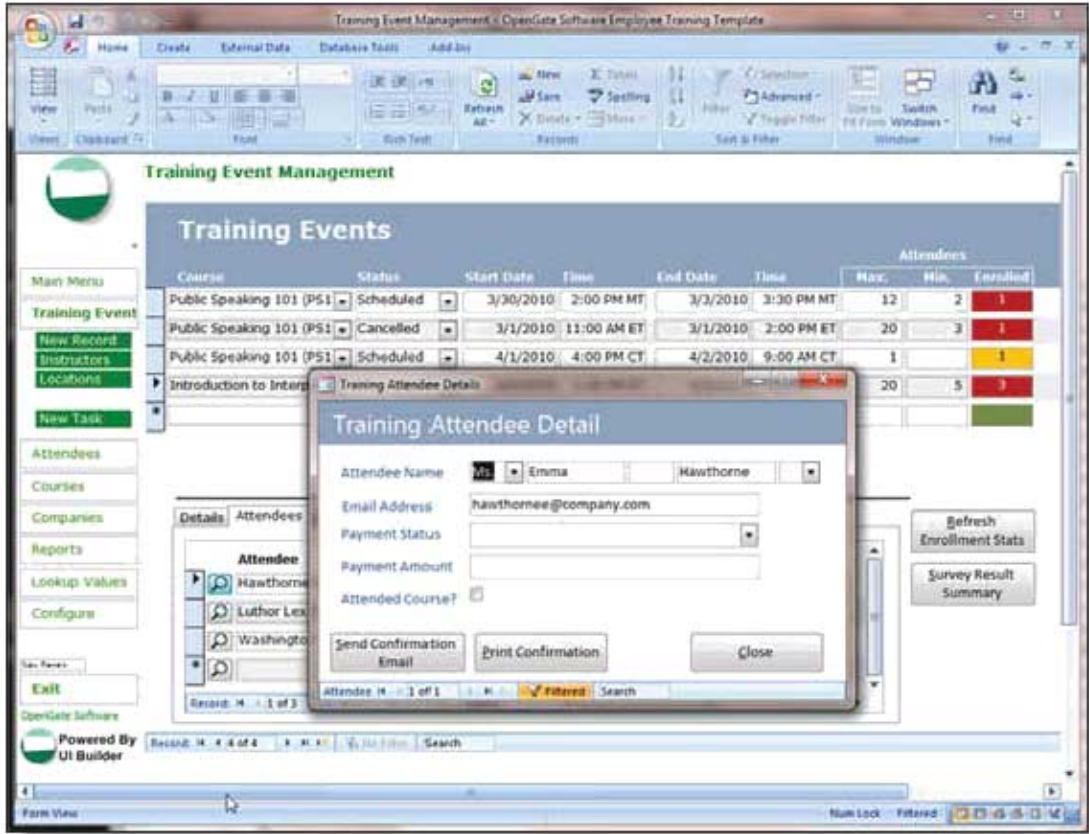 Training Event Management - OpenGate Software Employee Training Template
Home Create External Data Database Tools Add-Ins
View Paste Refresh All New Save Delete Totals Spelling More Filter Selection Advanced Toggle Filter Size to Fit Form Switch Windows Find
Views Clipboard Font Rich Text Records Sort & Filter Window Find
Training Event Management
Training Events
Attendees
Course Status Start Date Time End Date Time Max. Min. Enrolled
Public Speaking 101 (PS1 Scheduled 3/30/2010 2:00 PM MT 3/3/2010 3:30 PM MT 12 2 1
Public Speaking 101 (PS1 Cancelled 3/1/2010 11:00 AM ET 3/1/2010 2:00 PM ET 20 3 1
Public Speaking 101 (PS1 Scheduled 4/1/2010 4:00 PM CT 4/2/2010 9:00 AM CT 1 1
Introduction to Interp 20 5 3
Main Menu
Training Event
New Record
Instructors
Locations
New Task
Attendees
Courses
Companies
Reports
Lookup Values
Configure
Exit
OpenGate Software
Powered By
UI Builder
Details Attendees
Attendee
Hawthorne
Luthor Lex
Washingto
Record: 1 of 3
Training Attendee Details
Training Attendee Detail
Attendee Name Ms. Emma Hawthorne
Email Address hawthornee@company.com
Payment Status
Payment Amount
Attended Course?
Send Confirmation
Email
Print Confirmation
Close
Attendee 1 of 1 Filtered Search
Refresh
Enrollment Stats
Survey Result
Summary
Record: 4 of 4 No Filter Search
Form View Num Lock Filtered